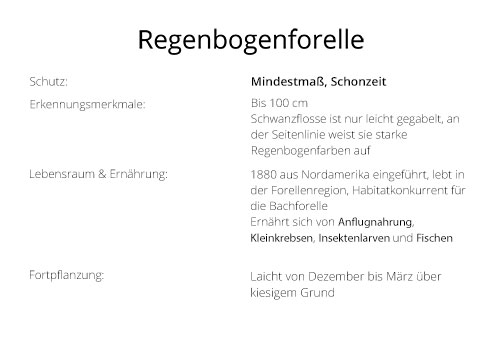 Regenbogenforelle
Schutz:
Mindestmaß, Schonzeit
Erkennungsmerkmale:
Bis 100 cm
Schwanzflosse ist nur leicht gegabelt, an
der Seitenlinie weist sie starke
Regenbogenfarben auf
Lebensraum & Ernährung:
1880 aus Nordamerika eingeführt, lebt in
der Forellenregion, Habitatkonkurrent für
die Bachforelle
Ernährt sich von Anflugnahrung,
Kleinkrebsen, Insektenlarven und Fischen
Fortpflanzung:
Laicht von Dezember bis März über
kiesigem Grund